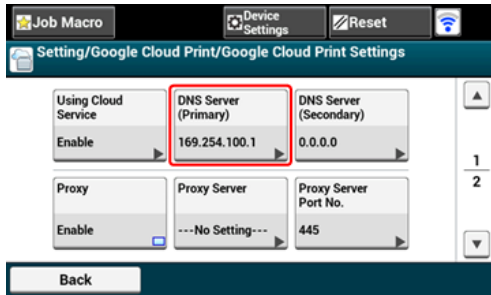 Job Macro
Device
Settings
Reset
Setting/Google Cloud Print/Google Cloud Print Settings
Using Cloud
Service
Enable
DNS Server
(Primary)
169.254.100.1
DNS Server
(Secondary)
0.0.0.0
1
2
Proxy
Enable
Proxy Server
---No Setting---
Proxy Server
Port No.
445
Back